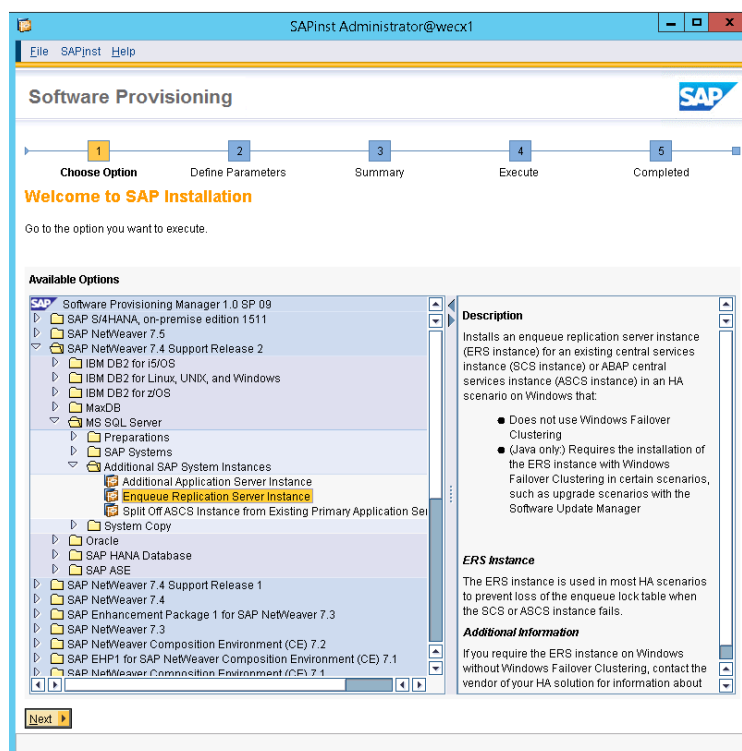 SAPinst Administrator@wecx1
File SAPinst Help
Software Provisioning
SAP
1
2
3
4
5
Choose Option
Define Parameters
Summary
Execute
Completed
Welcome to SAP Installation
Go to the option you want to execute.
Available Options
SAP Software Provisioning Manager 1.0 SP 09
SAP S/4HANA, on-premise edition 1511
SAP NetWeaver 7.5
SAP NetWeaver 7.4 Support Release 2
IBM DB2 for i5/OS
IBM DB2 for Linux, UNIX, and Windows
IBM DB2 for z/OS
MaxDB
MS SQL Server
Preparations
SAP Systems
Additional SAP System Instances
Additional Application Server Instance
Enqueue Replication Server Instance
Split Off ASCS Instance from Existing Primary Application Ser
System Copy
Oracle
SAP HANA Database
SAP ASE
SAP NetWeaver 7.4 Support Release 1
SAP NetWeaver 7.4
SAP Enhancement Package 1 for SAP NetWeaver 7.3
SAP NetWeaver 7.3
SAP NetWeaver Composition Environment (CE) 7.2
SAP EHP1 for SAP NetWeaver Composition Environment (CE) 7.1
SAP NetWeaver Composition Environment (CE) 7.1
Description
Installs an enqueue replication server instance
(ERS instance) for an existing central services
instance (SCS instance) or ABAP central
services instance (ASCS instance) in an HA
scenario on Windows that:
● Does not use Windows Failover
Clustering
● (Java only:) Requires the installation of
the ERS instance with Windows
Failover Clustering in certain scenarios,
such as upgrade scenarios with the
Software Update Manager
ERS Instance
The ERS instance is used in most HA scenarios
to prevent loss of the enqueue lock table when
the SCS or ASCS instance fails.
Additional Information
If you require the ERS instance on Windows
without Windows Failover Clustering, contact the
vendor of your HA solution for information about
Next